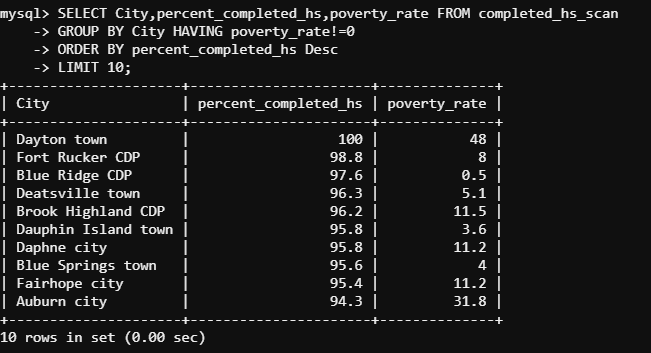 mysql> SELECT City,percent_completed_hs,poverty_rate FROM completed_hs_scan
    -> GROUP BY City HAVING poverty_rate!=0
    -> ORDER BY percent_completed_hs Desc
    -> LIMIT 10;
+----------------------+----------------------+--------------+
| City                 | percent_completed_hs | poverty_rate |
+----------------------+----------------------+--------------+
| Dayton town          |                  100 |           48 |
| Fort Rucker CDP      |                 98.8 |            8 |
| Blue Ridge CDP       |                 97.6 |          0.5 |
| Deatsville town      |                 96.3 |          5.1 |
| Brook Highland CDP   |                 96.2 |         11.5 |
| Dauphin Island town  |                 95.8 |          3.6 |
| Daphne city          |                 95.8 |         11.2 |
| Blue Springs town    |                 95.6 |            4 |
| Fairhope city        |                 95.4 |         11.2 |
| Auburn city          |                 94.3 |         31.8 |
+----------------------+----------------------+--------------+
10 rows in set (0.00 sec)